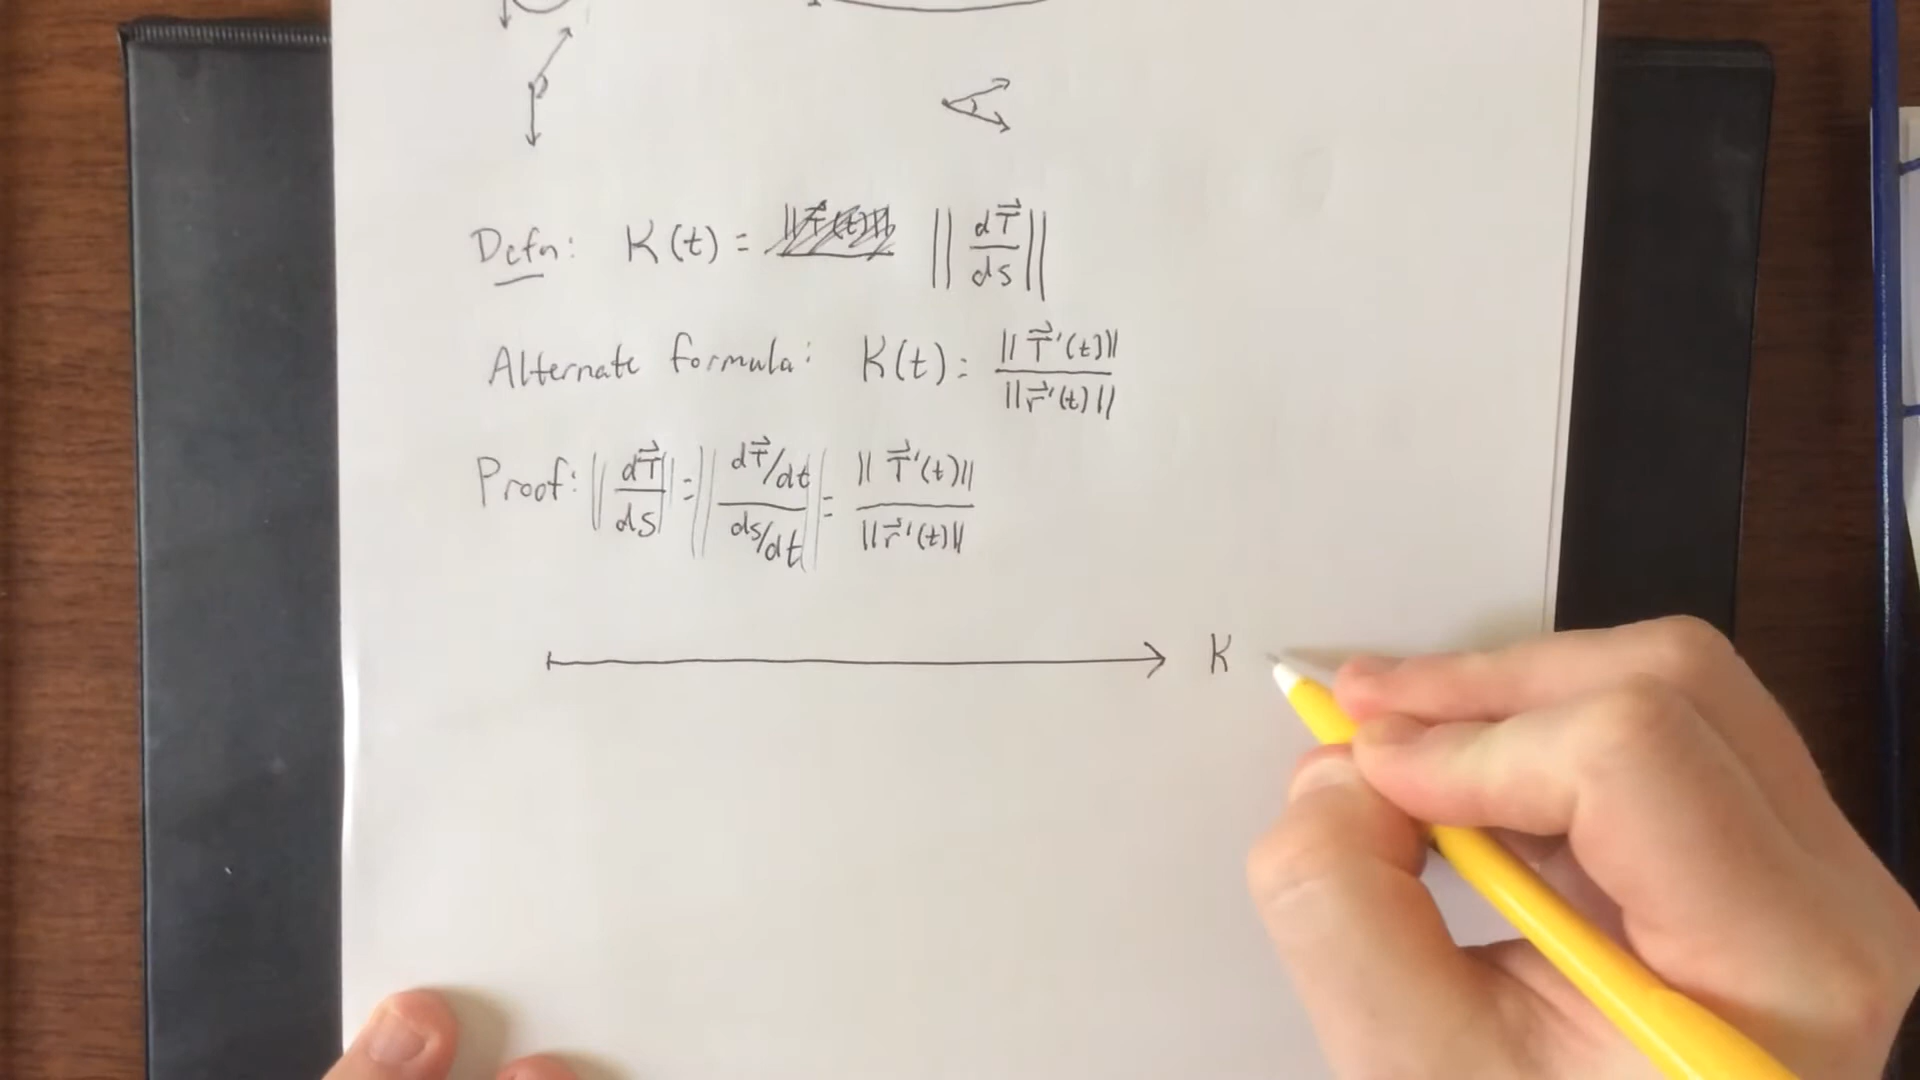 Defn: K(t) = || dT⃗/ds ||
Alternate formula: K(t) = ||T⃗'(t)|| / ||r⃗'(t)||
Proof: || dT⃗/ds || = || (dT⃗/dt) / (ds/dt) || = ||T⃗'(t)|| / ||r⃗'(t)||
K